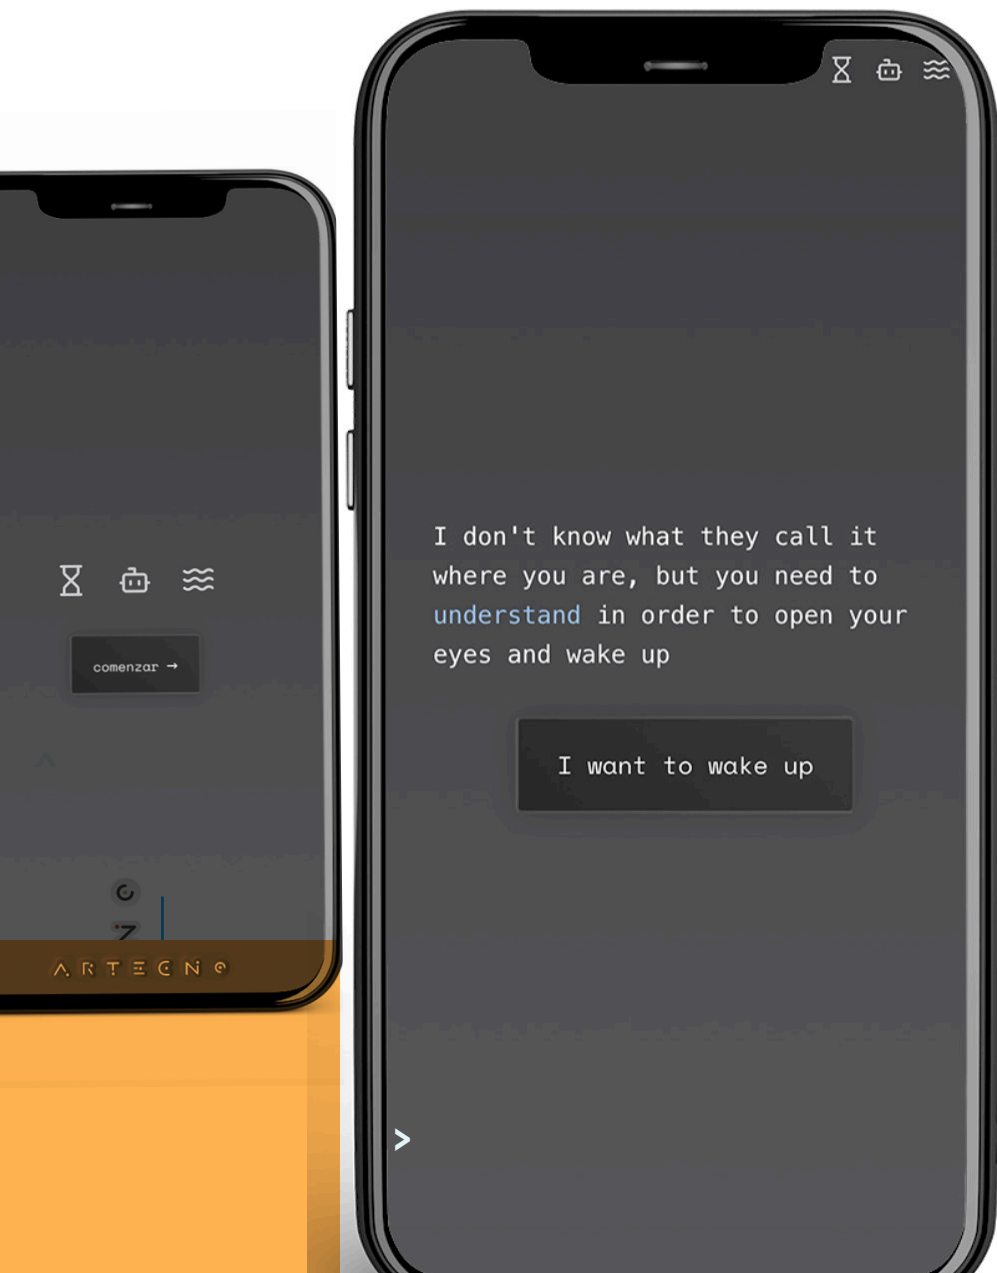 comenzar →
ARTECNO
I don't know what they call it
where you are, but you need to
understand in order to open your
eyes and wake up
I want to wake up
>